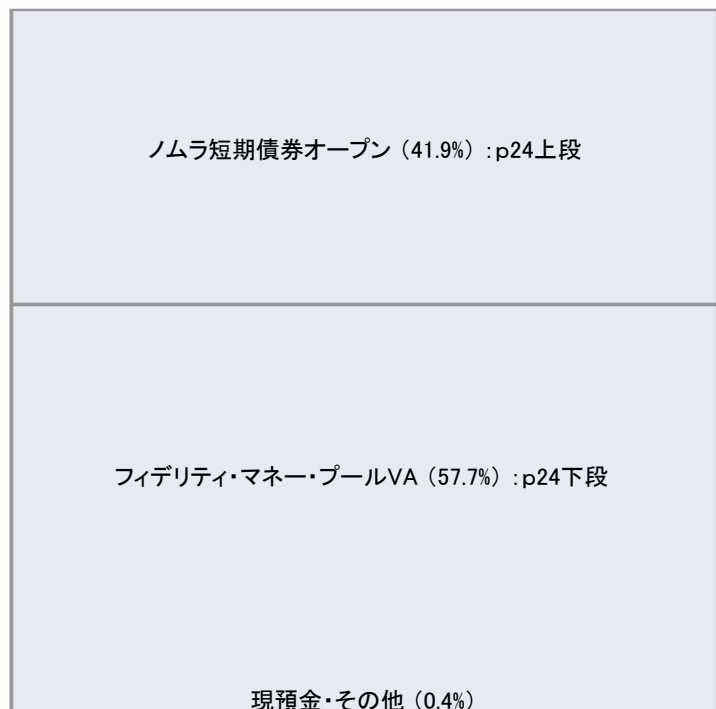 ノムラ短期債券オープン（41.9%）：p24上段
フィデリティ・マネー・プールVA（57.7%）：p24下段
現預金・その他（0.4%）